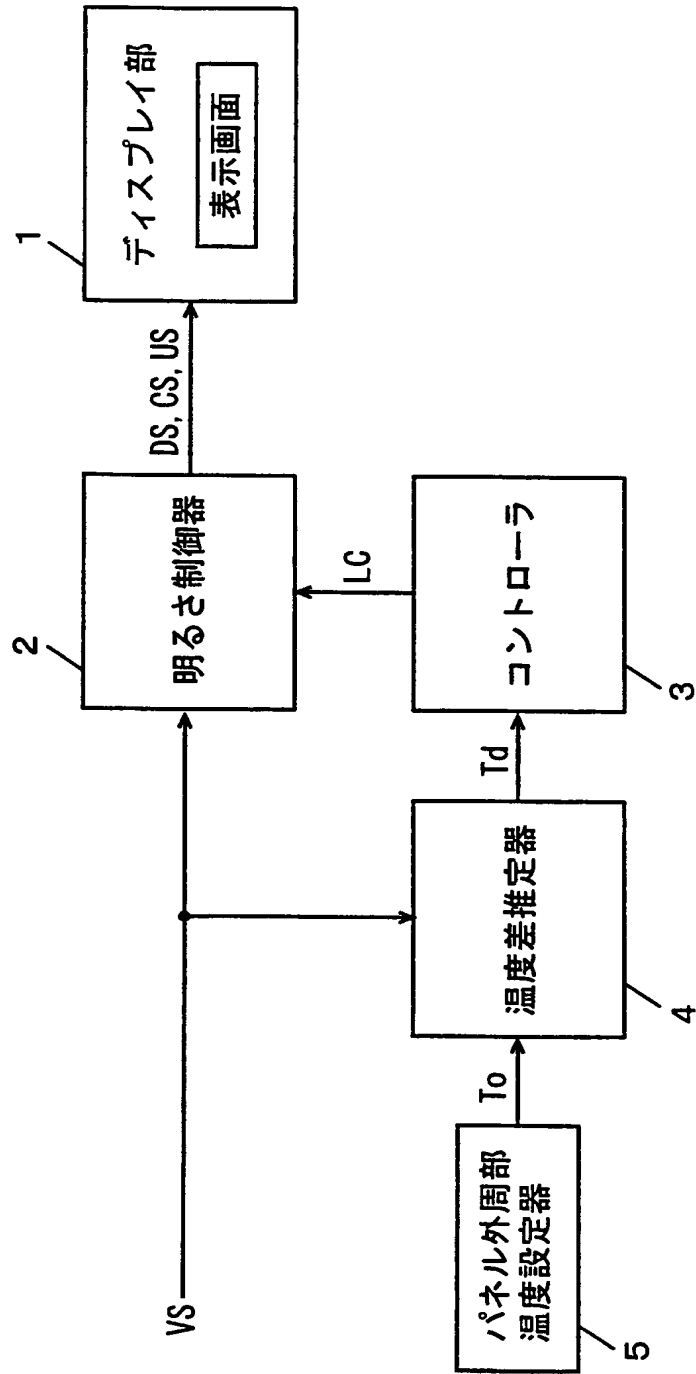 VS
2
明るさ制御器
DS, CS, US
1
ディスプレイ部
表示画面
LC
パネル外周部
温度設定器
5
To
温度差推定器
4
Td
コントローラ
3